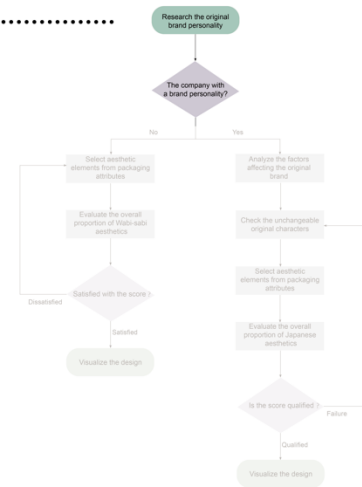 Research the original
brand personality
The company with
a brand personality?
No
Yes
Select aesthetic
elements from packaging
attributes
Analyze the factors
affecting the original
brand
Evaluate the overall
proportion of Wabi-sabi
aesthetics
Check the unchangeable
original characters
Satisfied with the score ?
Select aesthetic
elements from packaging
attributes
Dissatisfied
Satisfied
Evaluate the overall
proportion of Japanese
aesthetics
Visualize the design
Is the score qualified ?
Failure
Qualified
Visualize the design